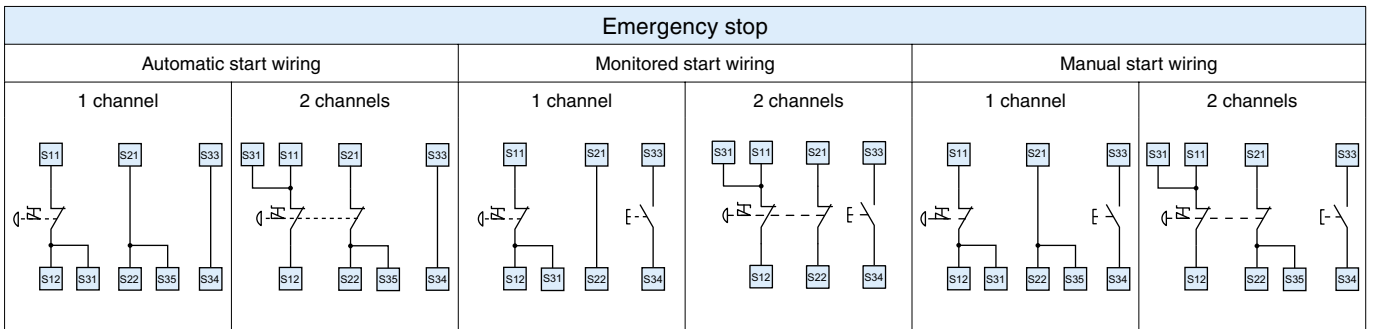 Emergency stop
Automatic start wiring Monitored start wiring Manual start wiring
1 channel 2 channels 1 channel 2 channels 1 channel 2 channels
S11 S21 S33 S31 S11 S21 S33 S11 S21 S33 S31 S11 S21 S33 S11 S21 S33 S31 S11 S21 S33
S12 S31 S22 S35 S34 S12 S22 S35 S34 S12 S31 S22 S34 S12 S22 S34 S12 S31 S22 S35 S34 S12 S22 S35 S34